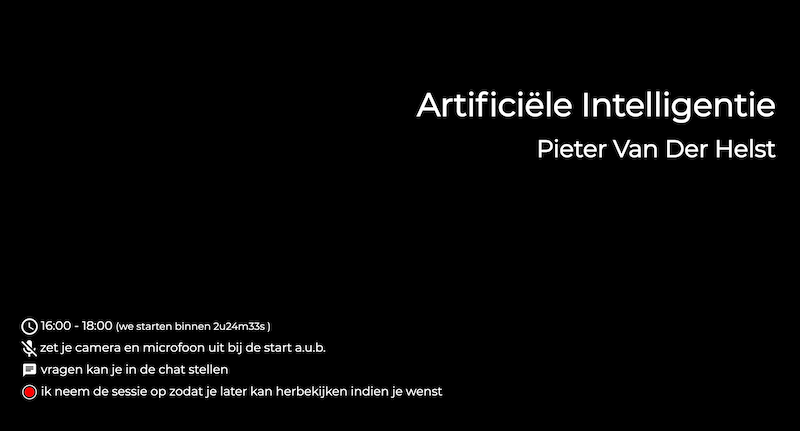 Artificiële Intelligentie
Pieter Van Der Helst
16:00 - 18:00 (we starten binnen 2u24m33s )
zet je camera en microfoon uit bij de start a.u.b.
vragen kan je in de chat stellen
ik neem de sessie op zodat je later kan herbekijken indien je wenst